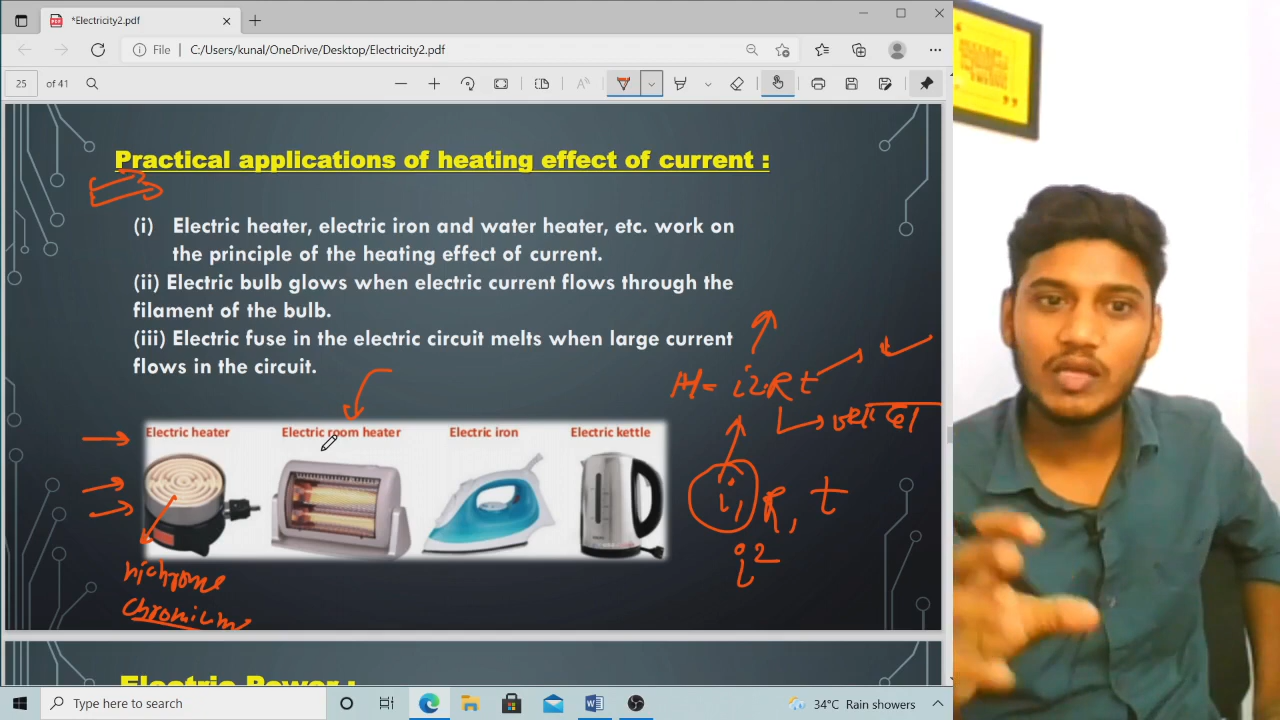 *Electricity2.pdf
File
C:/Users/kunal/OneDrive/Desktop/Electricity2.pdf
25 of 41
Practical applications of heating effect of current :
(i) Electric heater, electric iron and water heater, etc. work on
the principle of the heating effect of current.
(ii) Electric bulb glows when electric current flows through the
filament of the bulb.
(iii) Electric fuse in the electric circuit melts when large current
flows in the circuit.
H = i2Rt
Electric heater Electric room heater Electric iron Electric kettle
i, R, t
i2
nichrome
chromium
Electric Power :
Type here to search
34°C Rain showers